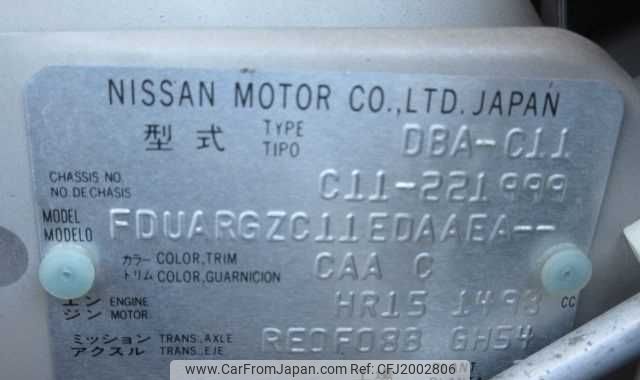 NISSAN MOTOR CO.,LTD. JAPAN
型式 TYPE TIPO DBA-C11
CHASSIS NO. NO.DE CHASIS C11-221999
MODEL MODELO FDUARGZC11EDAAEA--
カラー COLOR,TRIM トリム COLOR,GUARNICION CAA C
エンジン ENGINE MOTOR HR15 1498 CC
ミッション TRANS.,AXLE アクスル TRANS.,EJE RE0F08B GH54
www.CarFromJapan.com | ID: SM2002806